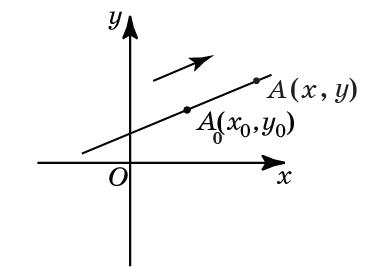 y
A(x, y)
A₀(x₀,y₀)
O
x